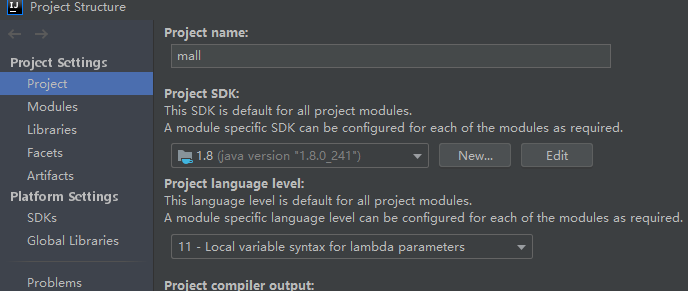 Project Structure
Project Settings
Project
Modules
Libraries
Facets
Artifacts
Platform Settings
SDKs
Global Libraries
Problems
Project name:
mall
Project SDK:
This SDK is default for all project modules.
A module specific SDK can be configured for each of the modules as required.
1.8 (java version "1.8.0_241")
New...
Edit
Project language level:
This language level is default for all project modules.
A module specific language level can be configured for each of the modules as required.
11 - Local variable syntax for lambda parameters
Project compiler output: